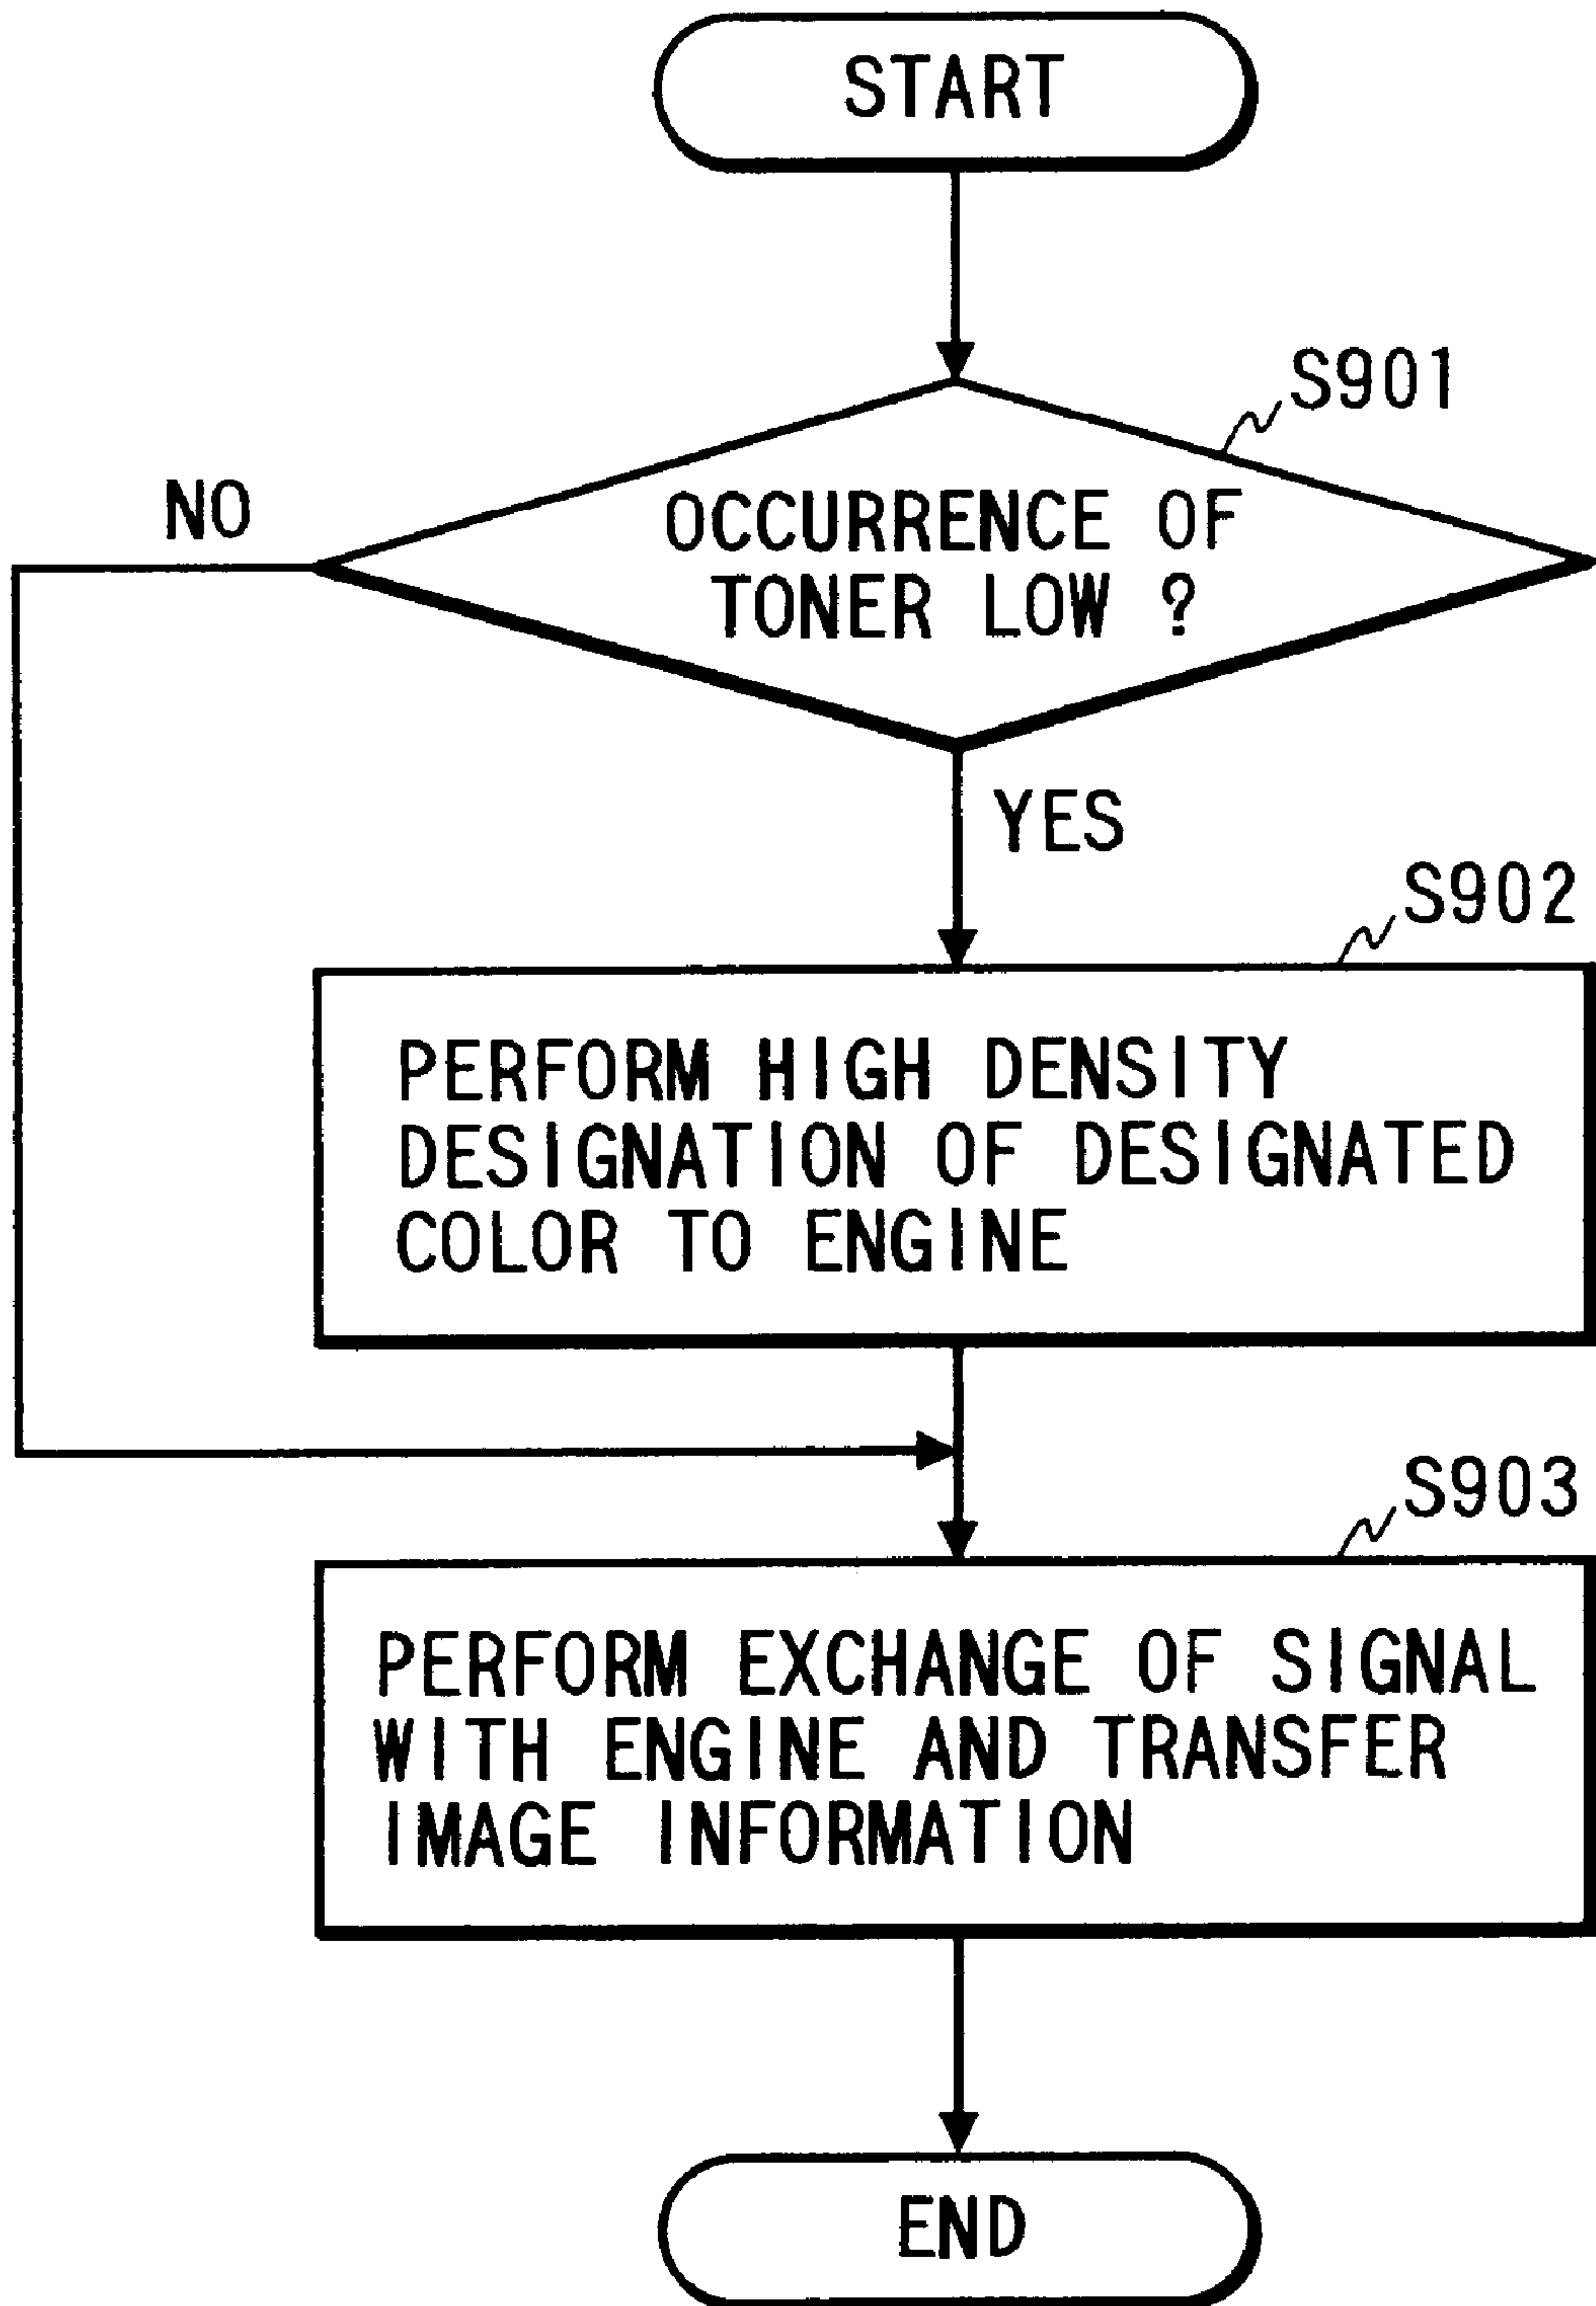 START
S901
NO
OCCURRENCE OF
TONER LOW ?
YES
S902
PERFORM HIGH DENSITY
DESIGNATION OF DESIGNATED
COLOR TO ENGINE
S903
PERFORM EXCHANGE OF SIGNAL
WITH ENGINE AND TRANSFER
IMAGE INFORMATION
END